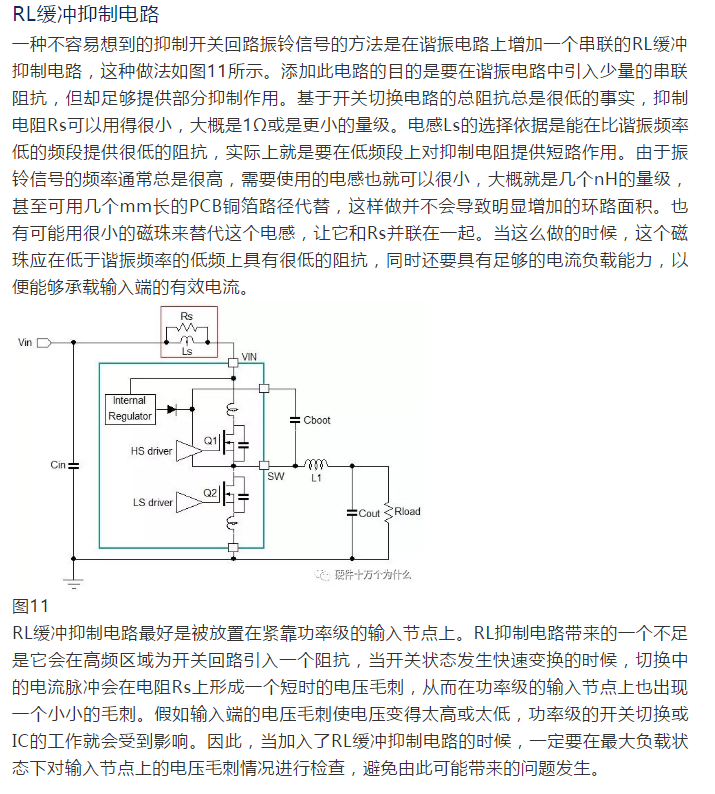 RL缓冲抑制电路
一种不容易想到的抑制开关回路振铃信号的方法是在谐振电路上增加一个串联的RL缓冲
抑制电路，这种做法如图11所示。添加此电路的目的是要在谐振电路中引入少量的串联
阻抗，但却足够提供部分抑制作用。基于开关切换电路的总阻抗总是很低的事实，抑制
电阻Rs可以用得很小，大概是1Ω或是更小的量级。电感Ls的选择依据是能在比谐振频率
低的频段提供很低的阻抗，实际上就是要在低频段上对抑制电阻提供短路作用。由于振
铃信号的频率通常总是很高，需要使用的电感也就可以很小，大概就是几个nH的量级，
甚至可用几个mm长的PCB铜箔路径代替，这样做并不会导致明显增加的环路面积。也
有可能用很小的磁珠来替代这个电感，让它和Rs并联在一起。当这么做的时候，这个磁
珠应在低于谐振频率的低频上具有很低的阻抗，同时还要具有足够的电流负载能力，以
便能够承载输入端的有效电流。
Rs
Vin
Ls
VIN
Internal
Regulator
Cboot
Q1
HS driver
Cin
SW
L1
Q2
LS driver
Cout
Rload
硬件十万个为什么
图11
RL缓冲抑制电路最好是被放置在紧靠功率级的输入节点上。RL抑制电路带来的一个不足
是它会在高频区域为开关回路引入一个阻抗，当开关状态发生快速变换的时候，切换中
的电流脉冲会在电阻Rs上形成一个短时的电压毛刺，从而在功率级的输入节点上也出现
一个小小的毛刺。假如输入端的电压毛刺使电压变得太高或太低，功率级的开关切换或
IC的工作就会受到影响。因此，当加入了RL缓冲抑制电路的时候，一定要在最大负载状
态下对输入节点上的电压毛刺情况进行检查，避免由此可能带来的问题发生。